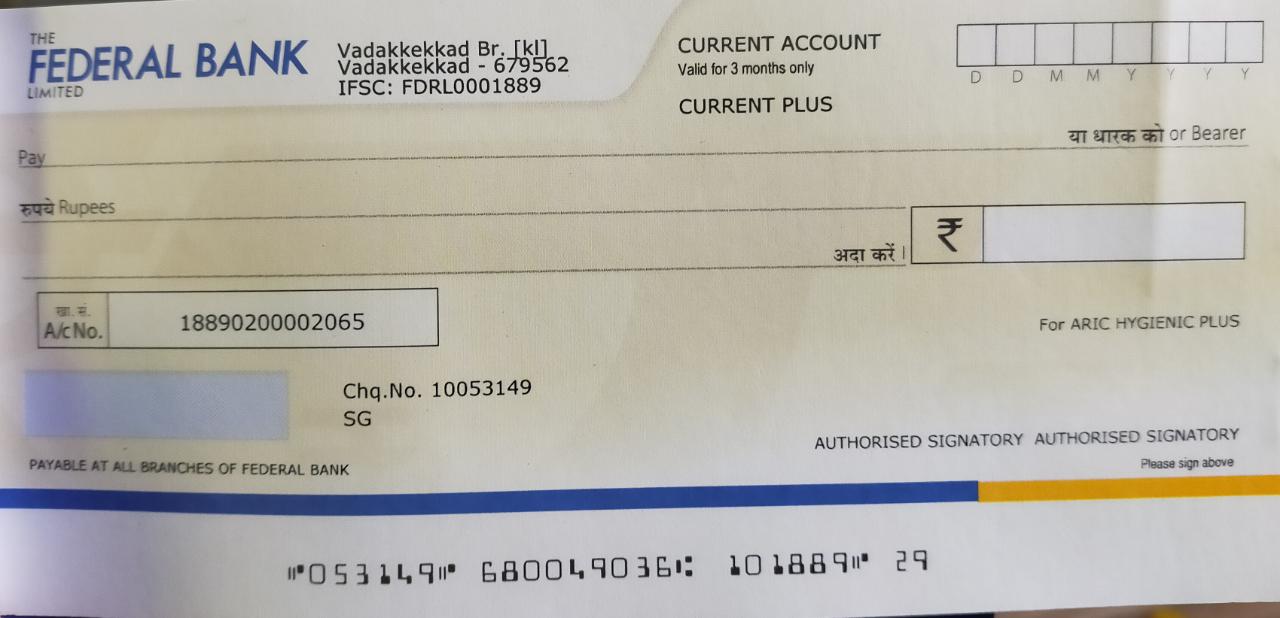 THE
FEDERAL BANK
LIMITED
Vadakkekkad Br. [kl]
Vadakkekkad - 679562
IFSC: FDRL0001889
CURRENT ACCOUNT
Valid for 3 months only
CURRENT PLUS
D D M M Y Y Y Y
Pay
या धारक को or Bearer
रुपये Rupees
अदा करें। ₹
खा. सं.
A/c No. 18890200002065
For ARIC HYGIENIC PLUS
Chq.No. 10053149
SG
AUTHORISED SIGNATORY AUTHORISED SIGNATORY
PAYABLE AT ALL BRANCHES OF FEDERAL BANK
Please sign above
⑈053149⑈ 680049036⑆ 101889⑈ 29